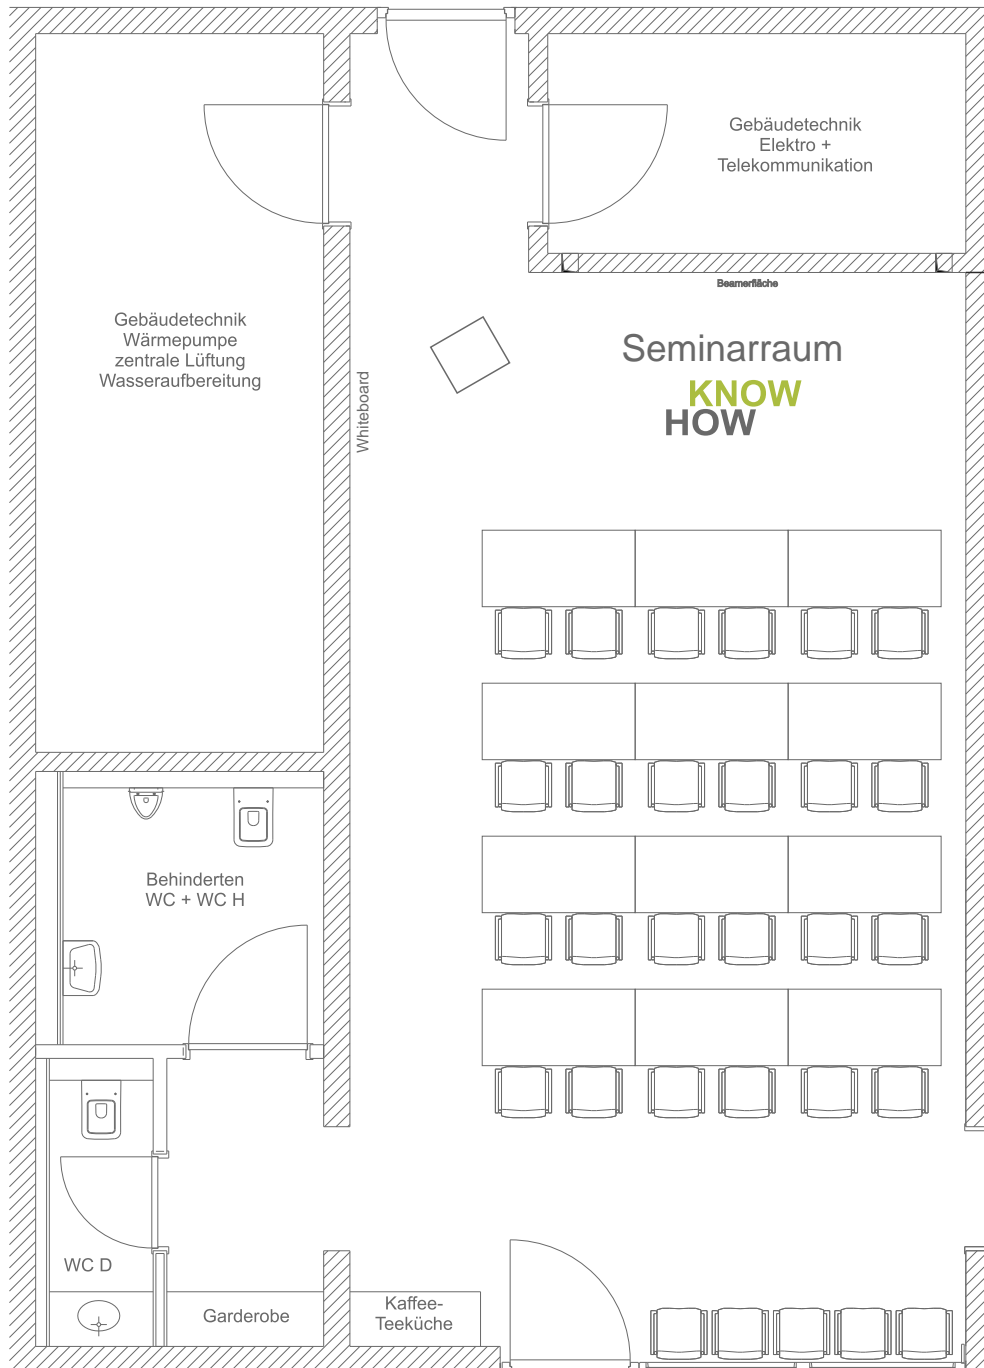 Gebäudetechnik
Elektro +
Telekommunikation
Beamerfläche
Gebäudetechnik
Wärmepumpe
zentrale Lüftung
Wasseraufbereitung
Whiteboard
Seminarraum
KNOW
HOW
Behinderten
WC + WC H
WC D
Garderobe
Kaffee-
Teeküche